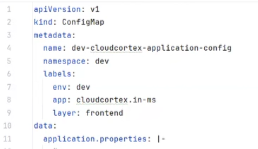 1 apiVersion: v1
2 kind: ConfigMap
3 metadata:
4 name: dev-cloudcortex-application-config
5 namespace: dev
6 labels:
7 env: dev
8 app: cloudcortex.in-ms
9 layer: frontend
10 data:
11 application.properties: |-